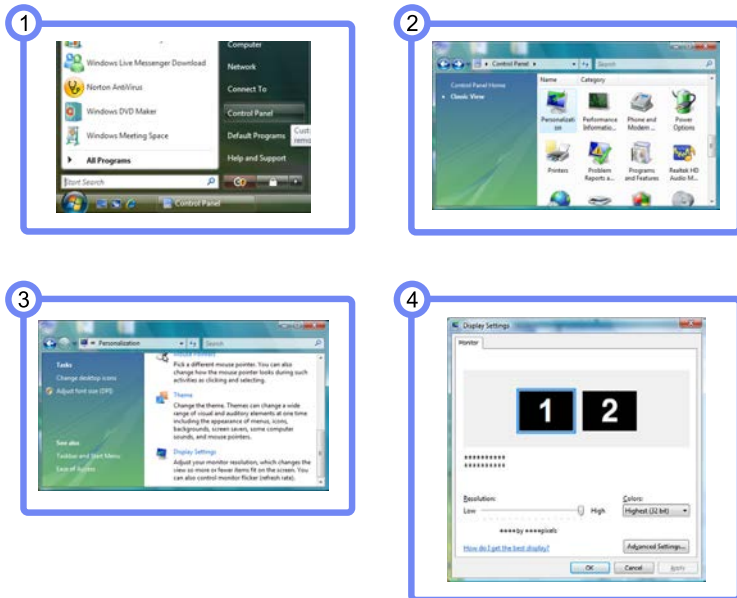 1
Computer
Windows Live Messenger Download
Network
Norton AntiVirus
Connect To
Windows DVD Maker
Control Panel
Windows Meeting Space
Default Programs
All Programs
Help and Support
Start Search
Control Panel
2
Control Panel
Search
Control Panel Home
Classic View
Name Category
Personalizati on
Performance Informatio...
Phone and Modem ...
Power Options
Printers
Problem Reports a...
Programs and Features
Realtek HD Audio M...
3
Personalization
Search
Tasks
Change desktop icons
Adjust font size (DPI)
See also
Taskbar and Start Menu
Ease of Access
Mouse Pointers
Pick a different mouse pointer. You can also
change how the mouse pointer looks during such
activities as clicking and selecting.
Theme
Change the theme. Themes can change a wide
range of visual and auditory elements at one time
including the appearance of menus, icons,
backgrounds, screen savers, some computer
sounds, and mouse pointers.
Display Settings
Adjust your monitor resolution, which changes the
view so more or fewer items fit on the screen. You
can also control monitor flicker (refresh rate).
4
Display Settings
Monitor
1 2
**********
**********
Resolution:
Low High
****by ****pixels
Colors:
Highest (32 bit)
How do I get the best display?
Advanced Settings...
OK Cancel Apply